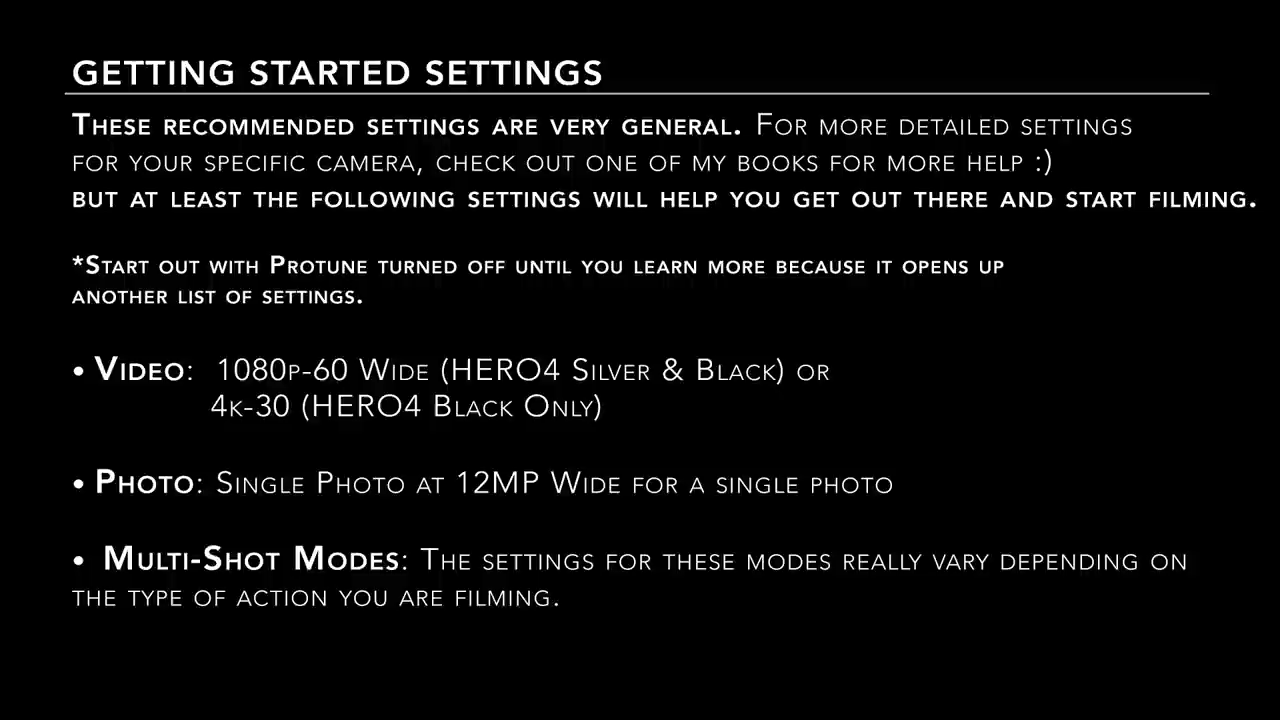 GETTING STARTED SETTINGS
These recommended settings are very general. For more detailed settings
for your specific camera, check out one of my books for more help :)
but at least the following settings will help you get out there and start filming.
*Start out with Protune turned off until you learn more because it opens up
another list of settings.
• Video: 1080p-60 Wide (HERO4 Silver & Black) or
4k-30 (HERO4 Black Only)
• Photo: Single Photo at 12MP Wide for a single photo
• Multi-Shot Modes: The settings for these modes really vary depending on
the type of action you are filming.